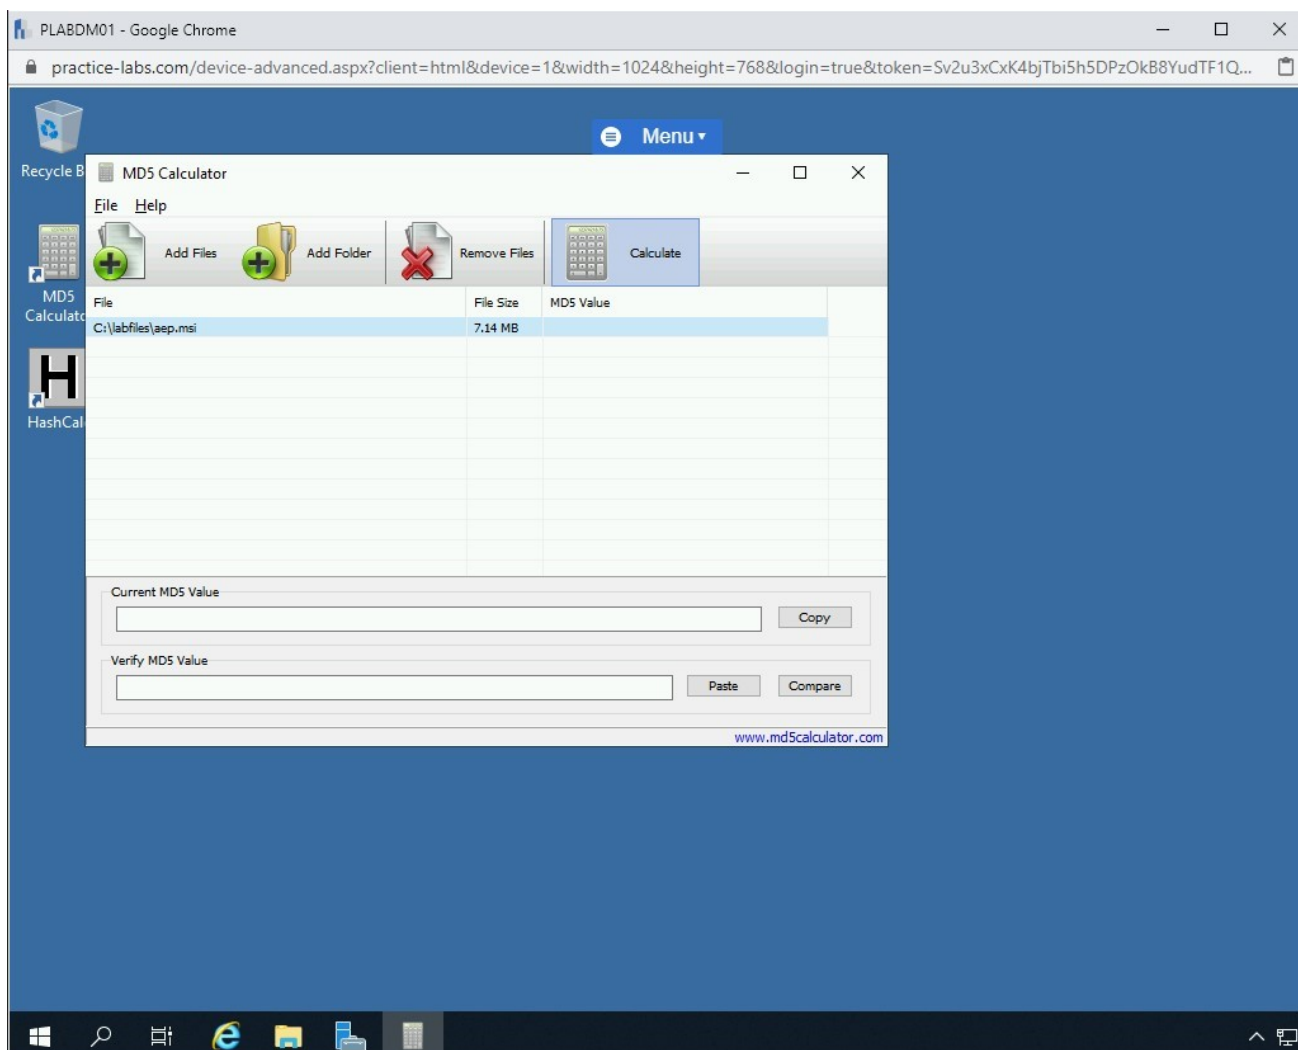 PLABDM01 - Google Chrome
practice-labs.com/device-advanced.aspx?client=html&device=1&width=1024&height=768&login=true&token=Sv2u3xCxK4bjTbi5h5DPzOkB8YudTF1Q...
Menu
Recycle B
MD5 Calculator
File Help
Add Files Add Folder Remove Files Calculate
MD5
Calculato
File File Size MD5 Value
C:\labfiles\aep.msi 7.14 MB
H
HashCal
Current MD5 Value
Copy
Verify MD5 Value
Paste Compare
www.md5calculator.com